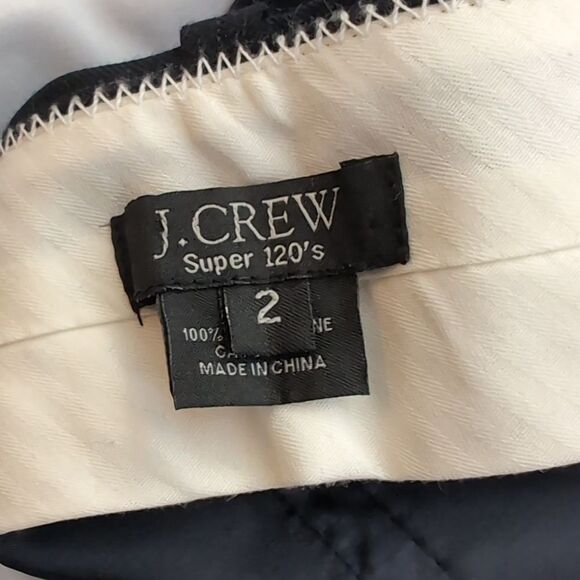 J.CREW
Super 120's
2
100%
MADE IN CHINA